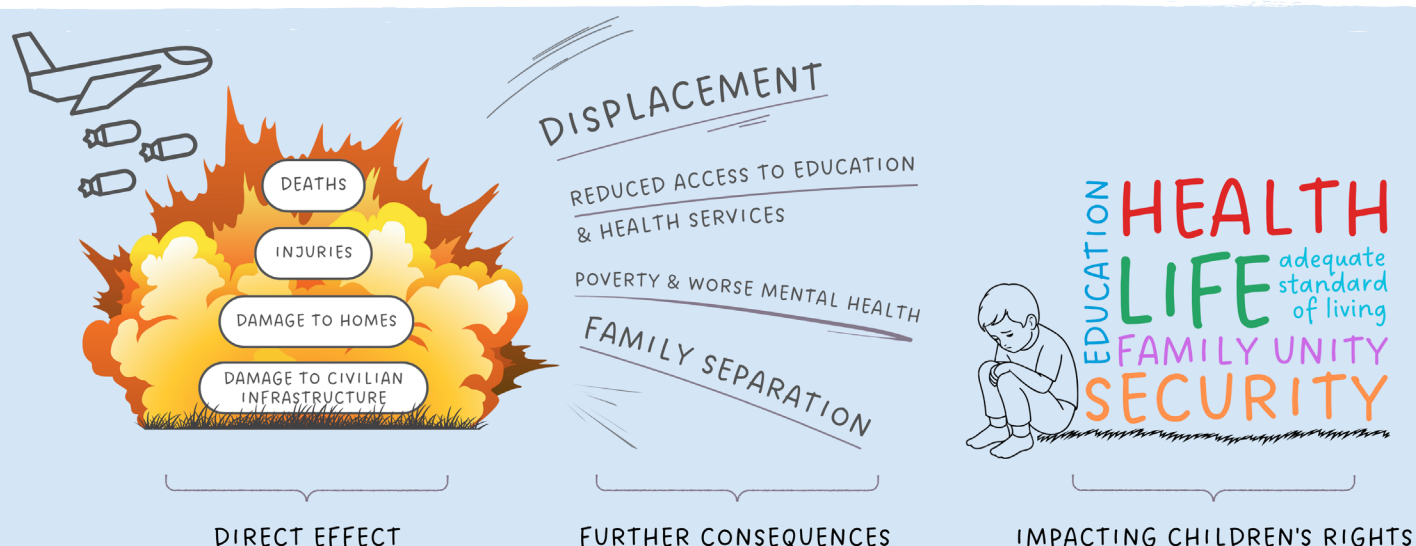 DEATHS
INJURIES
DAMAGE TO HOMES
DAMAGE TO CIVILIAN
INFRASTRUCTURE
DIRECT EFFECT
DISPLACEMENT
REDUCED ACCESS TO EDUCATION
& HEALTH SERVICES
POVERTY & WORSE MENTAL HEALTH
FAMILY SEPARATION
FURTHER CONSEQUENCES
EDUCATION
HEALTH
LIFE
adequate
standard
of living
FAMILY UNITY
SECURITY
IMPACTING CHILDREN'S RIGHTS